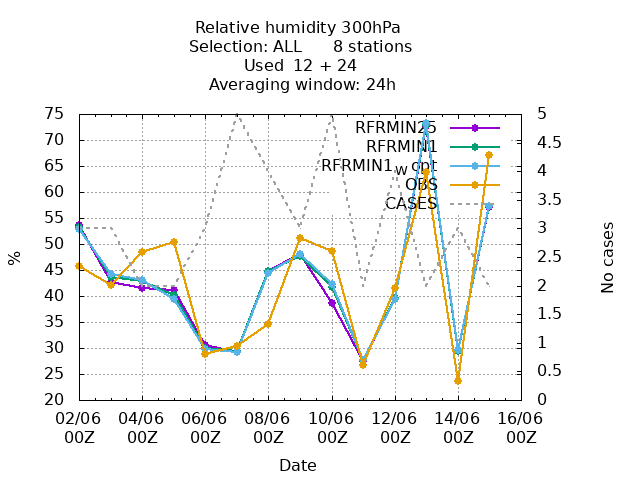 Relative humidity 300hPa
Selection: ALL 8 stations
Used 12 + 24
Averaging window: 24h
75
70
65
60
55
50
45
40
35
30
25
20
%
5
4.5
4
3.5
3
2.5
2
1.5
1
0.5
0
No cases
RFRMIN25
RFRMIN1
RFRMIN1w opt
OBS
CASES
02/06 04/06 06/06 08/06 10/06 12/06 14/06 16/06
00Z 00Z 00Z 00Z 00Z 00Z 00Z 00Z
Date